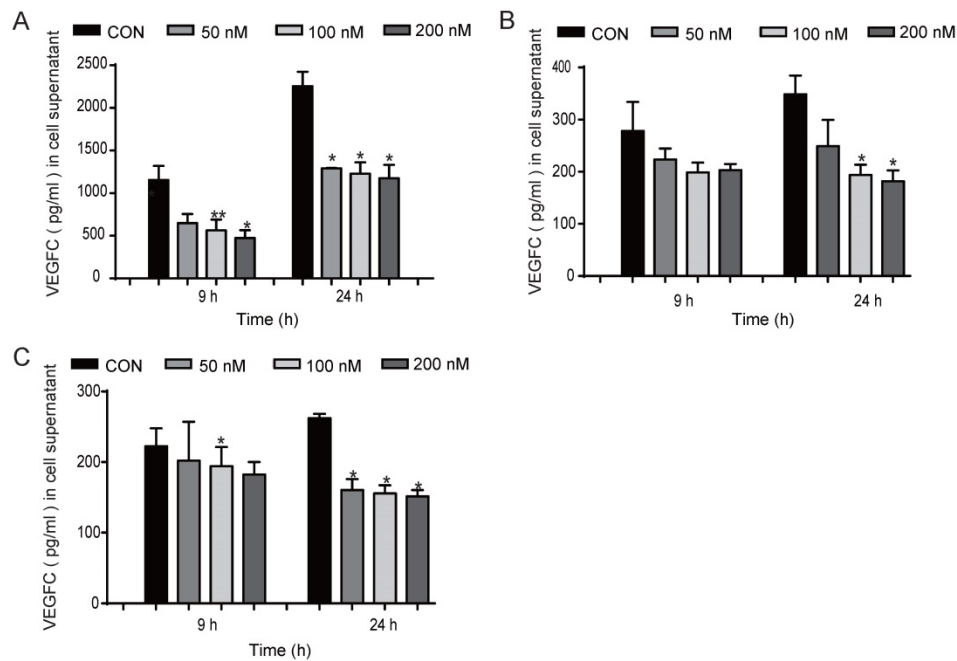 A
CON 50 nM 100 nM 200 nM
VEGFC ( pg/ml ) in cell supernatant
2500
2000
1500
1000
500
0
* * *
** *
9 h 24 h
Time (h)
B
CON 50 nM 100 nM 200 nM
VEGFC ( pg/ml ) in cell supernatant
400
300
200
100
0
* *
9 h 24 h
Time (h)
C
CON 50 nM 100 nM 200 nM
VEGFC ( pg/ml ) in cell supernatant
300
200
100
0
*
* * *
9 h 24 h
Time (h)